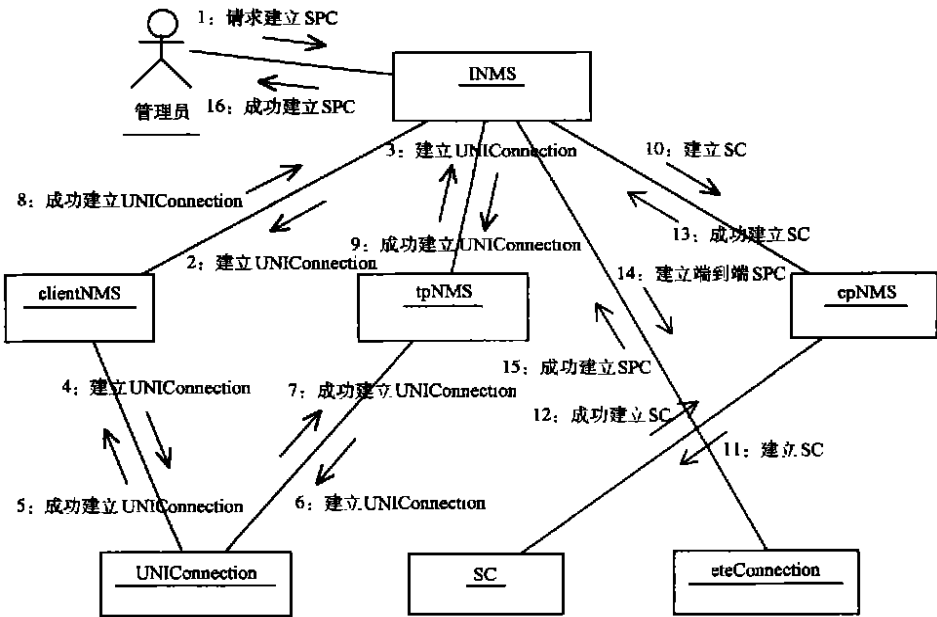 1：请求建立SPC
INMS
管理员
16：成功建立SPC
3：建立UNIConnection
10：建立SC
8：成功建立UNIConnection
13：成功建立SC
9：成功建立UNIConnection
2：建立UNIConnection
14：建立端到端SPC
clientNMS
tpNMS
cpNMS
15：成功建立SPC
4：建立UNIConnection
7：成功建立UNIConnection
12：成功建立SC
11：建立SC
5：成功建立UNIConnection
6：建立UNIConnection
UNIConnection
SC
eteConnection